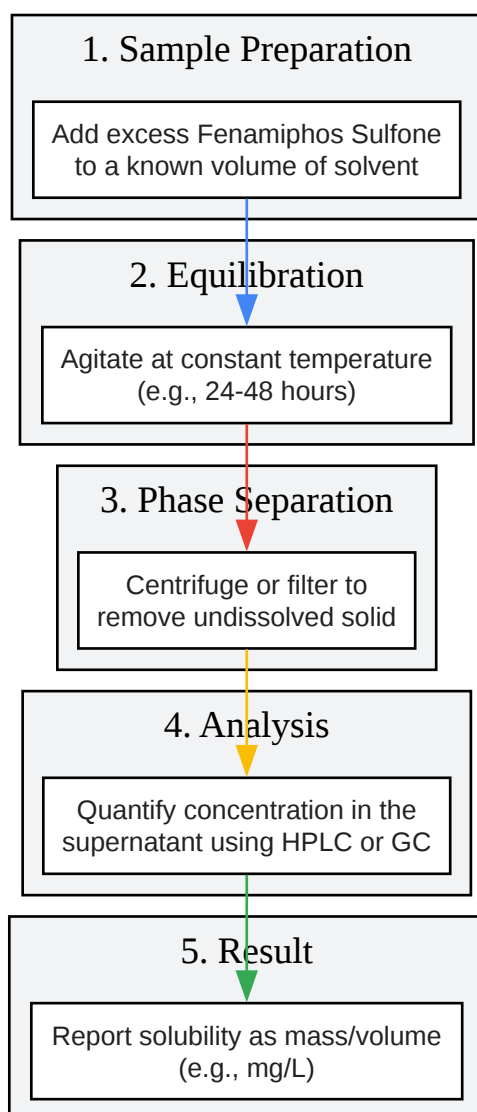 1. Sample Preparation
Add excess Fenamiphos Sulfone
to a known volume of solvent
2. Equilibration
Agitate at constant temperature
(e.g., 24-48 hours)
3. Phase Separation
Centrifuge or filter to
remove undissolved solid
4. Analysis
Quantify concentration in the
supernatant using HPLC or GC
5. Result
Report solubility as mass/volume
(e.g., mg/L)